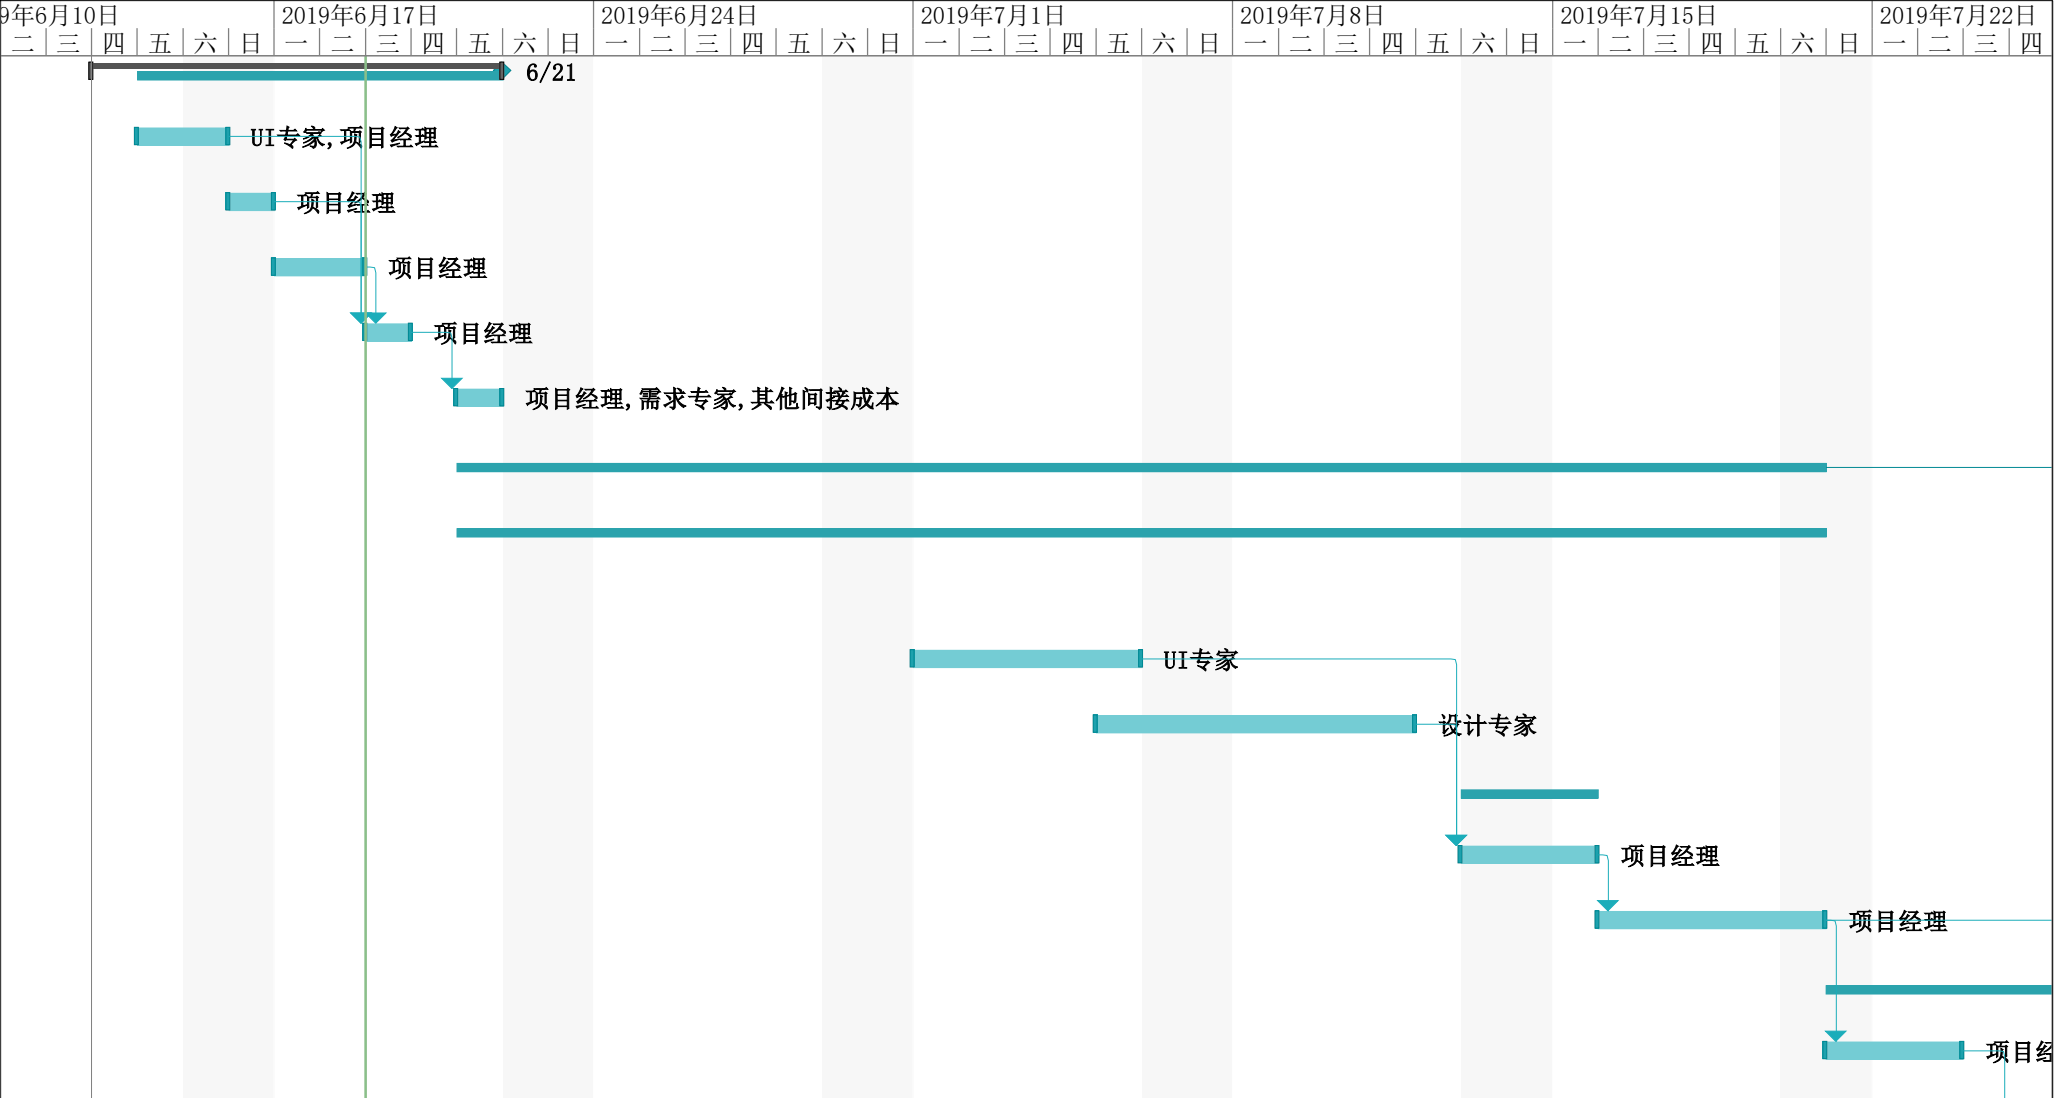 9年6月10日 2019年6月17日 2019年6月24日 2019年7月1日 2019年7月8日 2019年7月15日 2019年7月22日
二 三 四 五 六 日 一 二 三 四 五 六 日 一 二 三 四 五 六 日 一 二 三 四 五 六 日 一 二 三 四 五 六 日 一 二 三 四 五 六 日 一 二 三 四
6/21
UI专家,项目经理
项目经理
项目经理
项目经理
项目经理,需求专家,其他间接成本
UI专家
设计专家
项目经理
项目经理
项目经